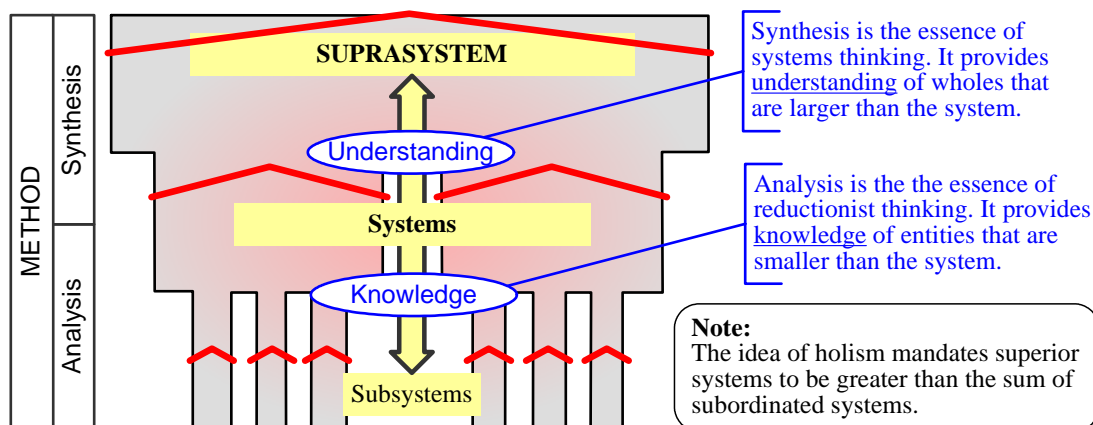 METHOD
Synthesis
Analysis
SUPRASYSTEM
Understanding
Systems
Knowledge
Subsystems
Synthesis is the essence of
systems thinking. It provides
understanding of wholes that
are larger than the system.
Analysis is the the essence of
reductionist thinking. It provides
knowledge of entities that are
smaller than the system.
Note:
The idea of holism mandates superior
systems to be greater than the sum of
subordinated systems.